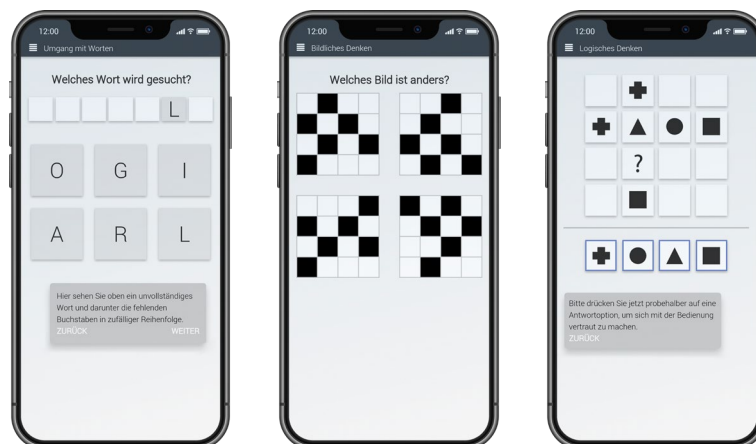 12:00
Umgang mit Worten
Welches Wort wird gesucht?
L
O G I
A R L
Hier sehen Sie oben ein unvollständiges
Wort und darunter die fehlenden
Buchstaben in zufälliger Reihenfolge.
ZURÜCK WEITER
12:00
Bildliches Denken
Welches Bild ist anders?
12:00
Logisches Denken
?
Bitte drücken Sie jetzt probehalber auf eine
Antwortoption, um sich mit der Bedienung
vertraut zu machen.
ZURÜCK